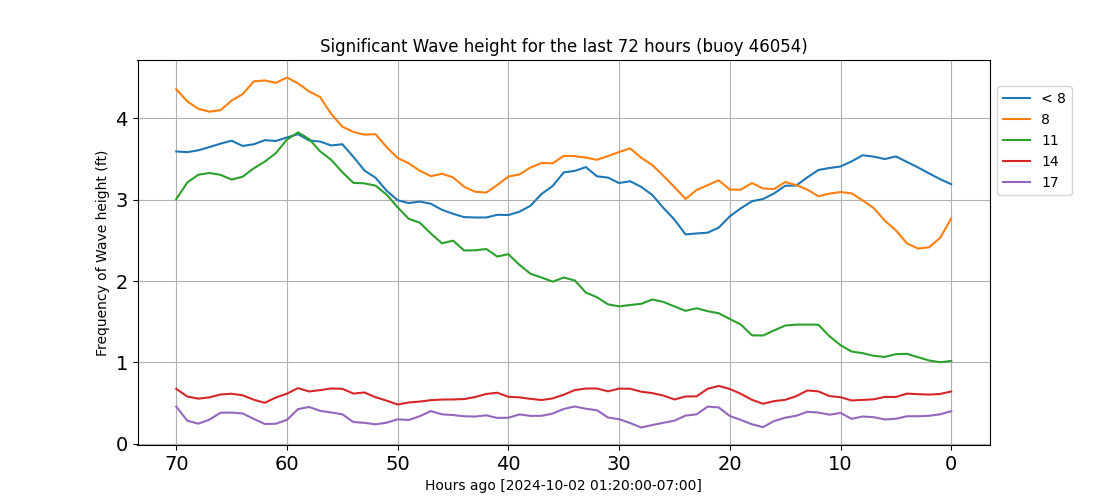 Significant Wave height for the last 72 hours (buoy 46054)
Frequency of Wave height (ft)
4
3
2
1
0
70 60 50 40 30 20 10 0
Hours ago [2024-10-02 01:20:00-07:00]
< 8
8
11
14
17